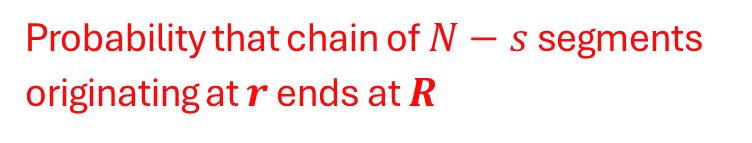 Probability that chain of N − s segments
originating at r ends at R